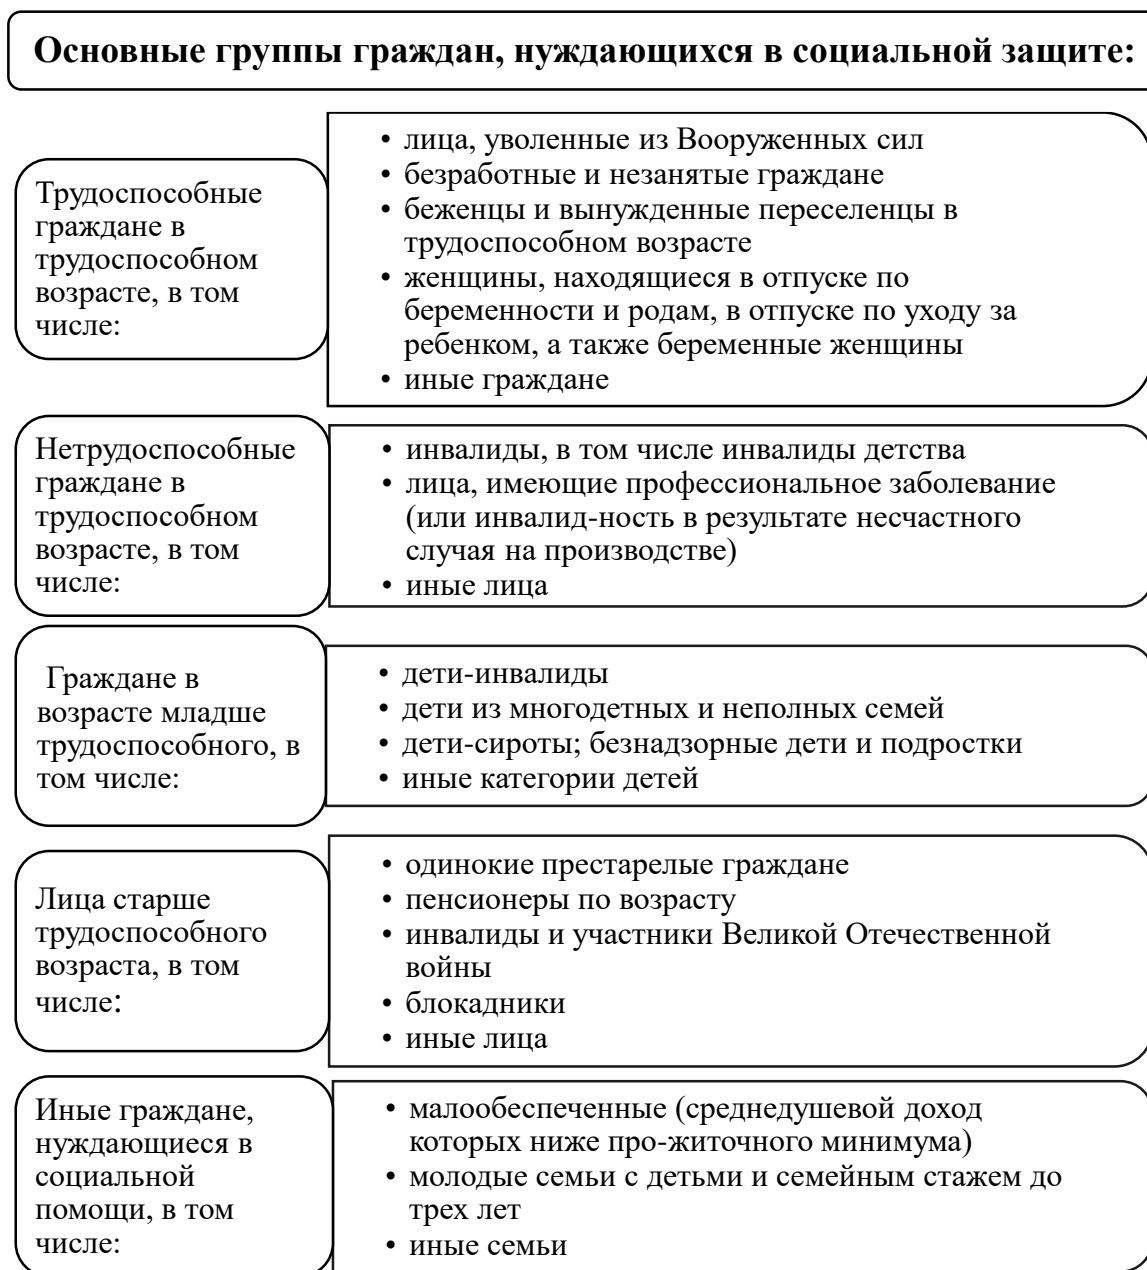 Основные группы граждан, нуждающихся в социальной защите:
Трудоспособные
граждане в
трудоспособном
возрасте, в том
числе:
• лица, уволенные из Вооруженных сил
• безработные и незанятые граждане
• беженцы и вынужденные переселенцы в
трудоспособном возрасте
• женщины, находящиеся в отпуске по
беременности и родам, в отпуске по уходу за
ребенком, а также беременные женщины
• иные граждане
Нетрудоспособные
граждане в
трудоспособном
возрасте, в том
числе:
• инвалиды, в том числе инвалиды детства
• лица, имеющие профессиональное заболевание
(или инвалид-ность в результате несчастного
случая на производстве)
• иные лица
Граждане в
возрасте младше
трудоспособного, в
том числе:
• дети-инвалиды
• дети из многодетных и неполных семей
• дети-сироты; безнадзорные дети и подростки
• иные категории детей
Лица старше
трудоспособного
возраста, в том
числе:
• одинокие престарелые граждане
• пенсионеры по возрасту
• инвалиды и участники Великой Отечественной
войны
• блокадники
• иные лица
Иные граждане,
нуждающиеся в
социальной
помощи, в том
числе:
• малообеспеченные (среднедушевой доход
которых ниже про-житочного минимума)
• молодые семьи с детьми и семейным стажем до
трех лет
• иные семьи